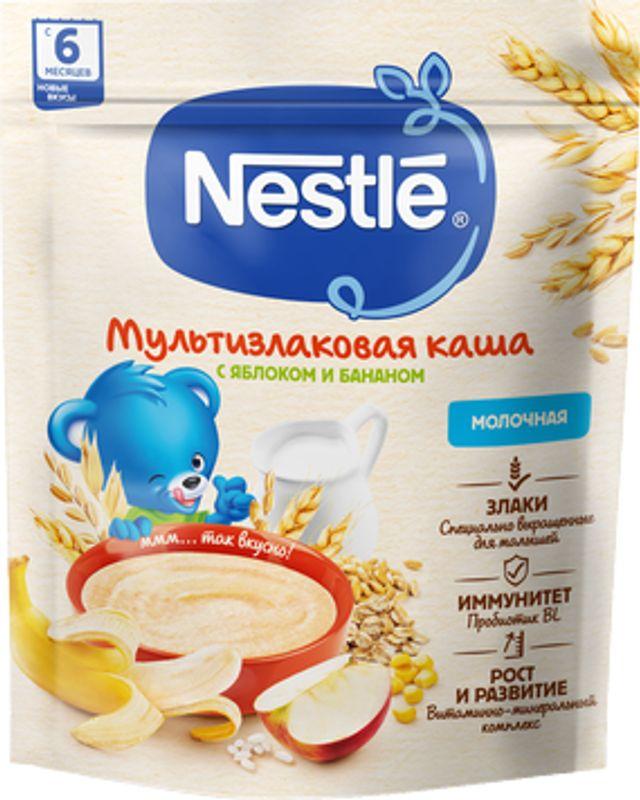 С
6
МЕСЯЦЕВ
НОВЫЕ
ВКУСЫ
Nestlé®
Мультизлаковая каша
С ЯБЛОКОМ И БАНАНОМ
МОЛОЧНАЯ
ммм... так вкусно!
ЗЛАКИ
Специально выращенные
для малышей
ИММУНИТЕТ
Пробиотик BL
РОСТ
И РАЗВИТИЕ
Витаминно-минеральный
комплекс